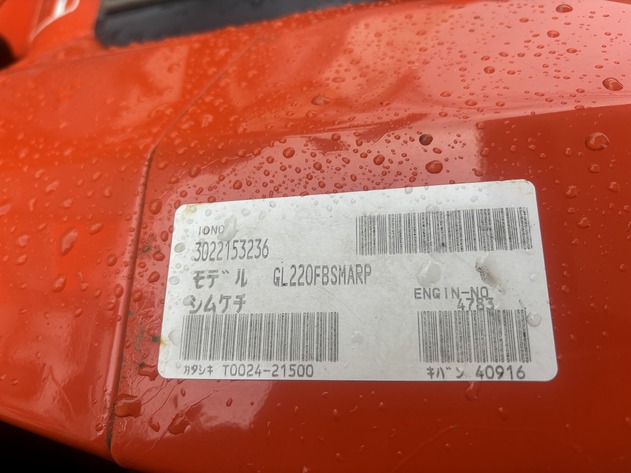 IONO
3022153236
モデル GL220FBSMARP
シムケチ
ENGIN-NO
4783
カタシキ T0024-21500
キバン 40916